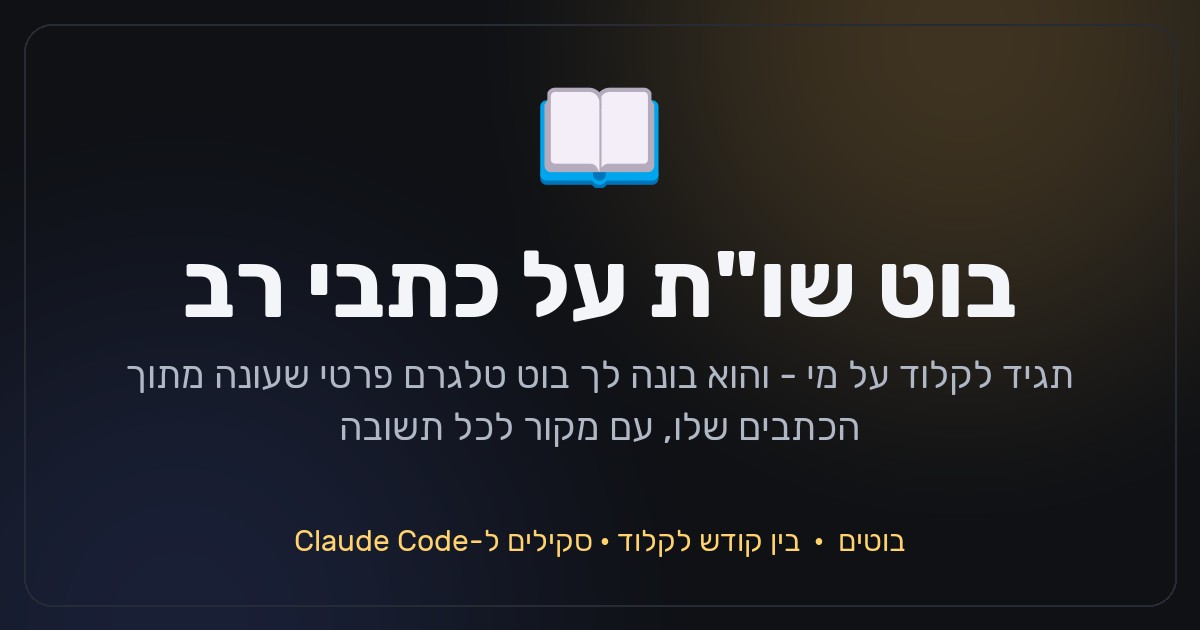 בוט שו"ת על כתבי רב
תגיד לקלוד על מי - והוא בונה לך בוט טלגרם פרטי שעונה מתוך
הכתבים שלו, עם מקור לכל תשובה
בוטים • בין קודש לקלוד • סקילים ל-Claude Code